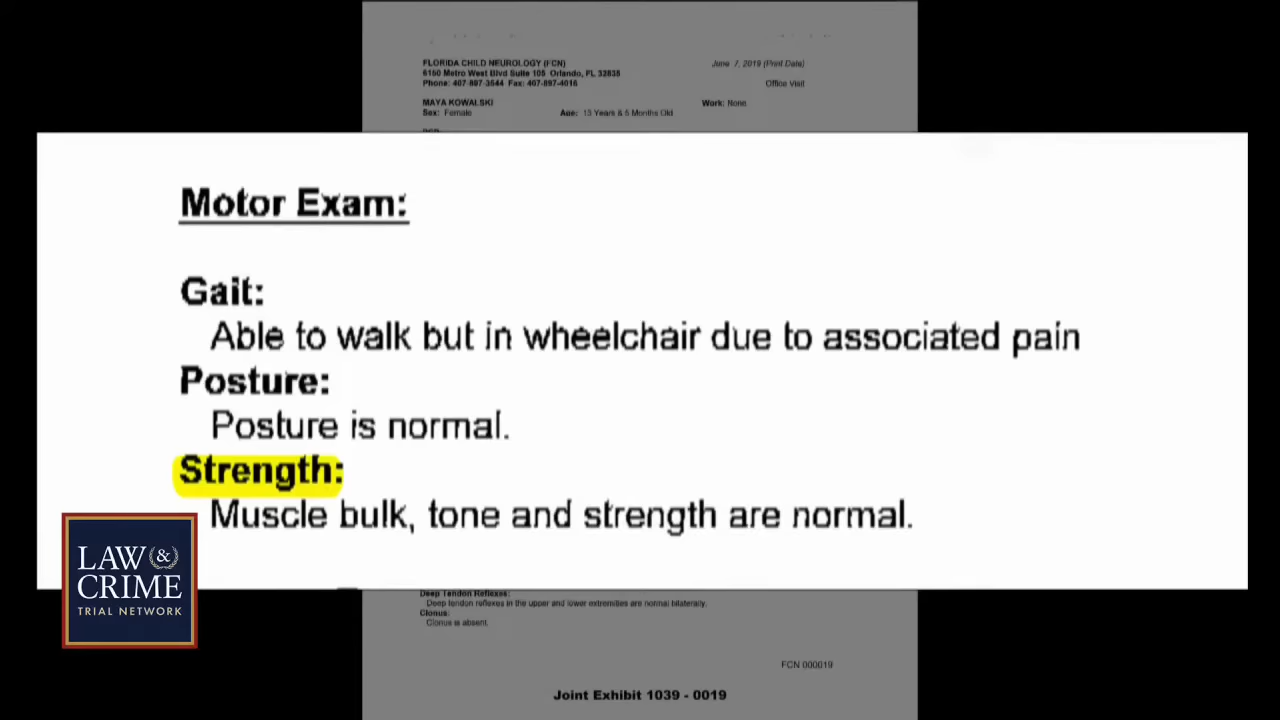 FLORIDA CHILD NEUROLOGY (FCN)
June 7, 2019 (Print Date)
6150 Metro West Blvd Suite 105 Orlando, FL 32835
Phone: 407-897-3544 Fax: 407-897-4016
Office Visit
MAYA KOWALSKI
Work: None
Sex: Female
Age: 13 Years & 5 Months Old
Motor Exam:
Gait:
Able to walk but in wheelchair due to associated pain
Posture:
Posture is normal.
Strength:
Muscle bulk, tone and strength are normal.
LAW &
CRIME
TRIAL NETWORK
Deep Tendon Reflexes:
Deep tendon reflexes in the upper and lower extremities are normal bilaterally.
Clonus:
Clonus is absent.
FCN 000019
Joint Exhibit 1039 - 0019